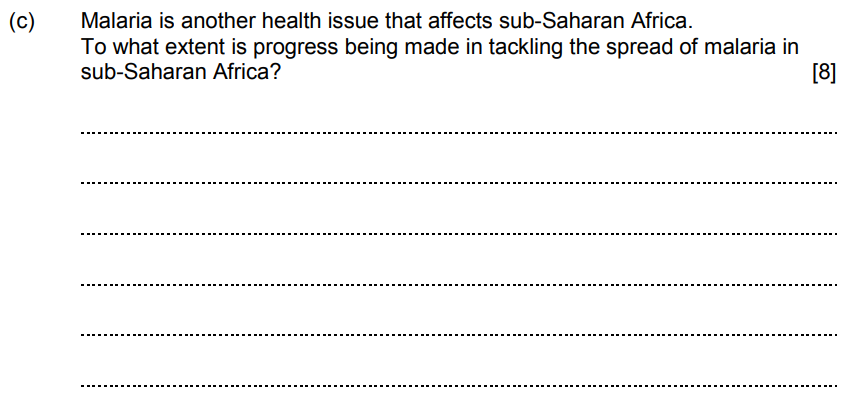 (c) Malaria is another health issue that affects sub-Saharan Africa.
To what extent is progress being made in tackling the spread of malaria in
sub-Saharan Africa? [8]